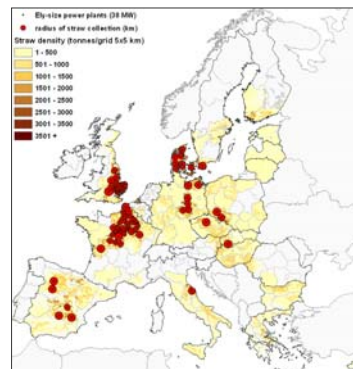 Ely-size power plants (38 MW)
radius of straw collection (km)
Straw density (tonnes/grid 5x5 km)
1 - 500
501 - 1000
1001 - 1500
1501 - 2000
2001 - 2500
2501 - 3000
3001 - 3500
3501 +